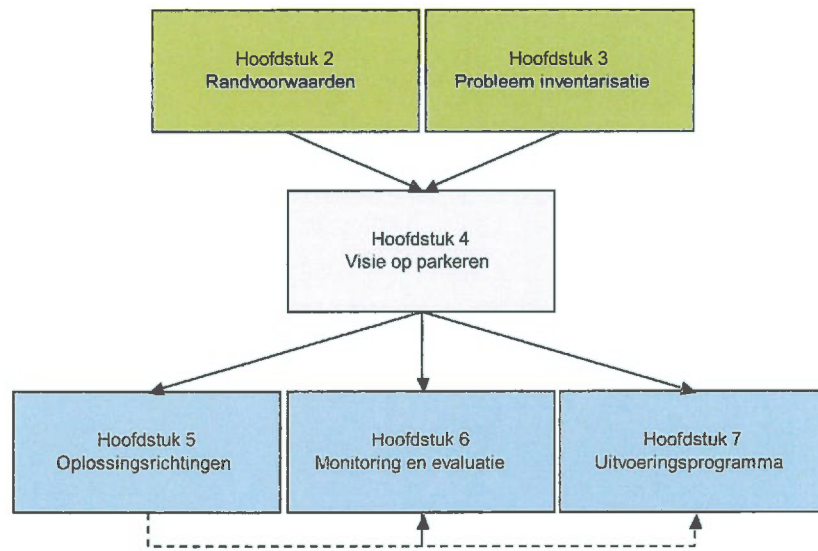 Hoofdstuk 2
Randvoorwaarden
Hoofdstuk 3
Probleem inventarisatie
Hoofdstuk 4
Visie op parkeren
Hoofdstuk 5
Oplossingsrichtingen
Hoofdstuk 6
Monitoring en evaluatie
Hoofdstuk 7
Uitvoeringsprogramma